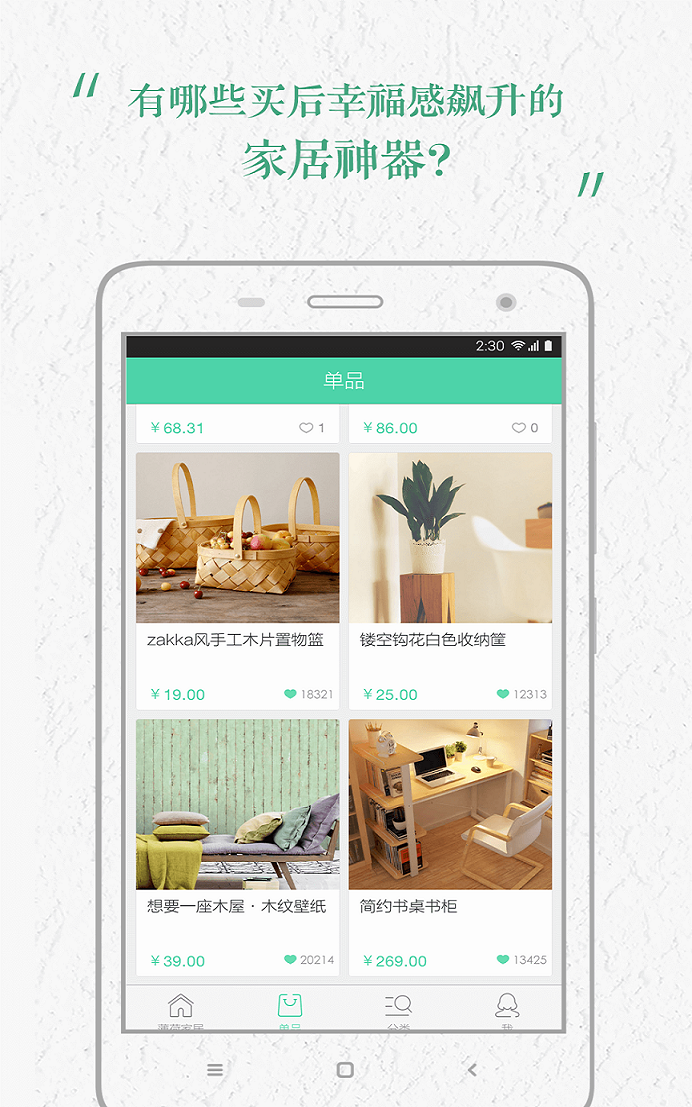 "有哪些买后幸福感飙升的
家居神器?"
2:30
单品
￥68.31 1
￥86.00 0
zakka风手工木片置物篮
￥19.00 18321
镂空钩花白色收纳筐
￥25.00 12313
想要一座木屋·木纹壁纸
￥39.00 20214
简约书桌书柜
￥269.00 13425
薄荷家居
单品
分类
我